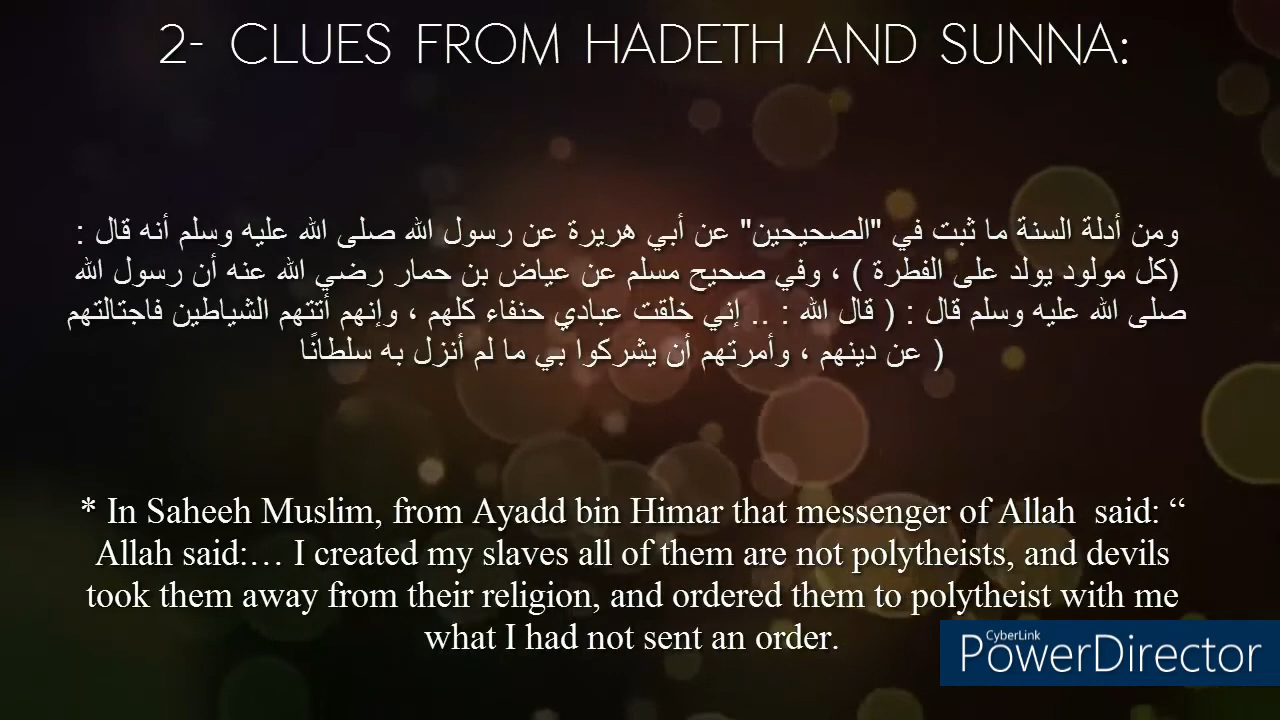 2- CLUES FROM HADETH AND SUNNA:
ومن أدلة السنة ما ثبت في "الصحيحين" عن أبي هريرة عن رسول الله صلى الله عليه وسلم أنه قال :
(كل مولود يولد على الفطرة ) ، وفي صحيح مسلم عن عياض بن حمار رضي الله عنه أن رسول الله
صلى الله عليه وسلم قال : ( قال الله : .. إني خلقت عبادي حنفاء كلهم ، وإنهم أتتهم الشياطين فاجتالتهم
عن دينهم ، وأمرتهم أن يشركوا بي ما لم أنزل به سلطانًا )
* In Saheeh Muslim, from Ayadd bin Himar that messenger of Allah  said: “
Allah said:… I created my slaves all of them are not polytheists, and devils
took them away from their religion, and ordered them to polytheist with me
what I had not sent an order.
CyberLink
PowerDirector